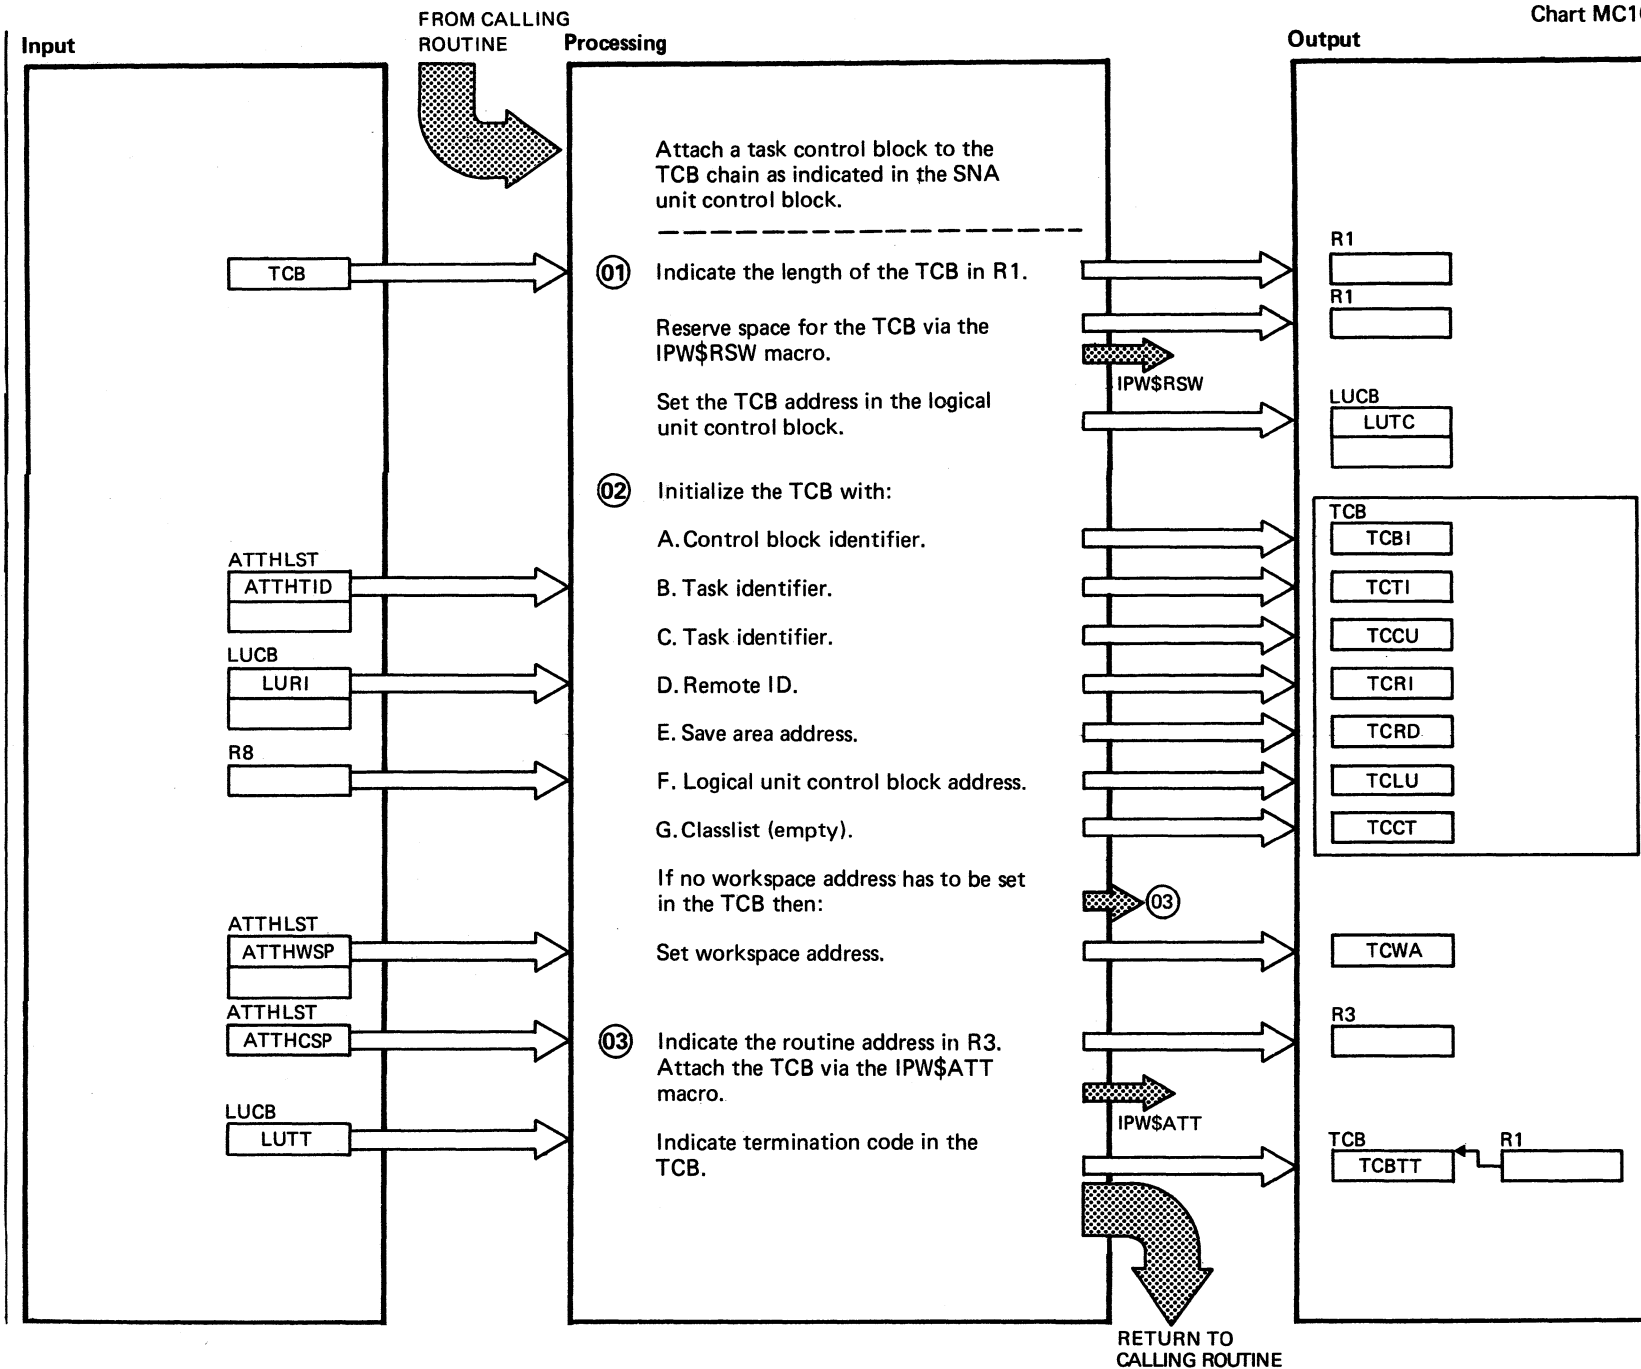 Chart MC1
FROM CALLING
ROUTINE
Input
Processing
Output
Attach a task control block to the
TCB chain as indicated in the SNA
unit control block.
TCB
01 Indicate the length of the TCB in R1.
R1
R1
Reserve space for the TCB via the
IPW$RSW macro.
IPW$RSW
Set the TCB address in the logical
unit control block.
LUCB
LUTC
02 Initialize the TCB with:
TCB
A. Control block identifier.
TCBI
ATTHLST
ATTHTID
B. Task identifier.
TCTI
C. Task identifier.
TCCU
LUCB
LURI
D. Remote ID.
TCRI
E. Save area address.
TCRD
R8
F. Logical unit control block address.
TCLU
G. Classlist (empty).
TCCT
If no workspace address has to be set
in the TCB then:
03
ATTHLST
ATTHWSP
Set workspace address.
TCWA
ATTHLST
ATTHCSP
03 Indicate the routine address in R3.
Attach the TCB via the IPW$ATT
macro.
R3
IPW$ATT
LUCB
LUTT
Indicate termination code in the
TCB.
TCB
TCBTT
R1
RETURN TO
CALLING ROUTINE